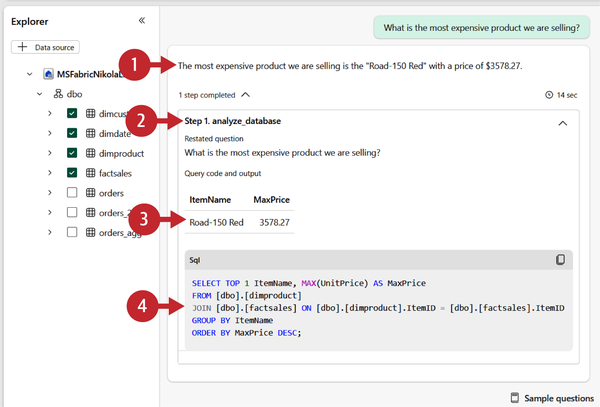 Explorer
«
+ Data source
MSFabricNikola
dbo
dimcust
dimdate
dimproduct
factsales
orders
orders_2
orders_agg
What is the most expensive product we are selling?
1
The most expensive product we are selling is the "Road-150 Red" with a price of $3578.27.
1 step completed
14 sec
2
Step 1. analyze_database
Restated question
What is the most expensive product we are selling?
Query code and output
ItemName MaxPrice
3
Road-150 Red 3578.27
Sql
4
SELECT TOP 1 ItemName, MAX(UnitPrice) AS MaxPrice
FROM [dbo].[dimproduct]
JOIN [dbo].[factsales] ON [dbo].[dimproduct].ItemID = [dbo].[factsales].ItemID
GROUP BY ItemName
ORDER BY MaxPrice DESC;
Sample questions